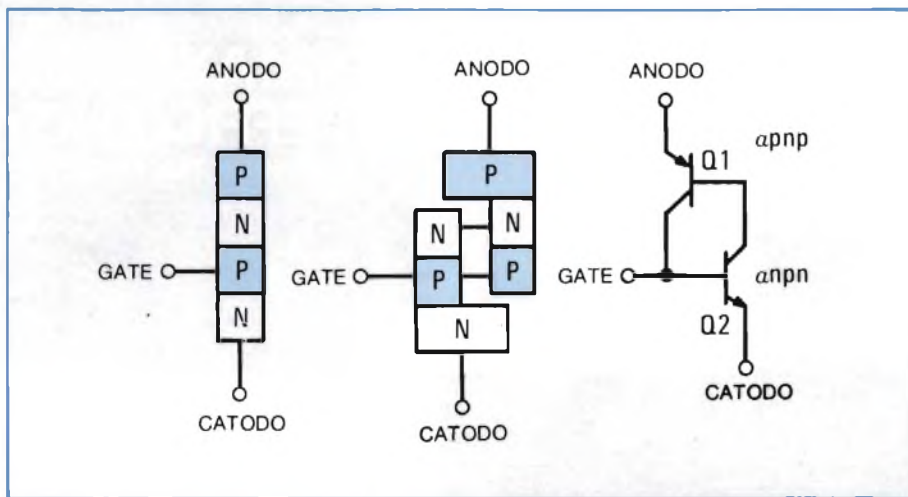 ANODO
P
N
GATE
P
N
CATODO
ANODO
P
N
N
GATE
P
P
N
CATODO
ANODO
αpnp
Q1
GATE
αnpn
Q2
CATODO